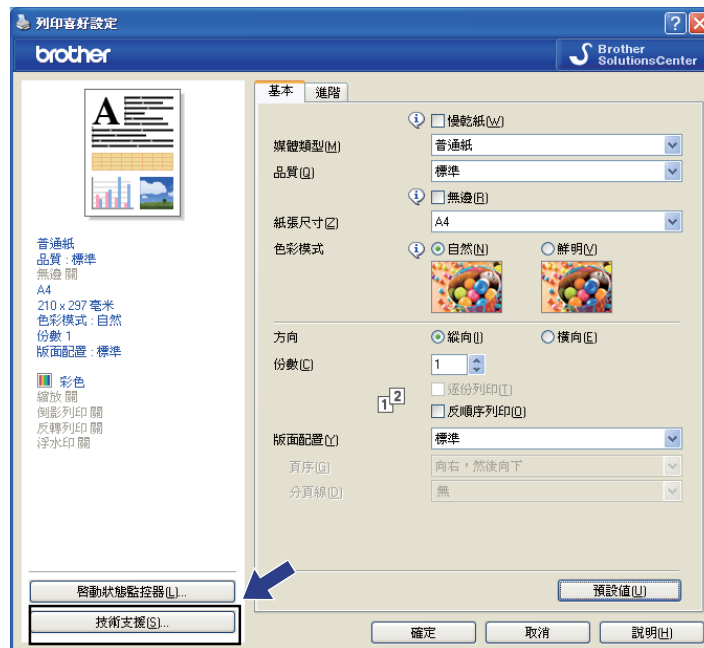 列印喜好設定
brother
Brother
SolutionsCenter
A
普通紙
品質 : 標準
無邊 關
A4
210 x 297 毫米
色彩模式 : 自然
份數 1
版面配置 : 標準
彩色
縮放 關
倒影列印 關
反轉列印 關
浮水印 關
啟動狀態監控器(L)...
技術支援(S)...
基本 進階
慢乾紙(W)
媒體類型(M) 普通紙
品質(Q) 標準
無邊(R)
紙張尺寸(Z) A4
色彩模式 自然(N) 鮮明(V)
方向 縱向(I) 橫向(E)
份數(C) 1
逐份列印(T)
12
反順序列印(O)
版面配置(Y) 標準
頁序(G) 向右，然後向下
分頁線(D) 無
預設值(U)
確定 取消 說明(H)